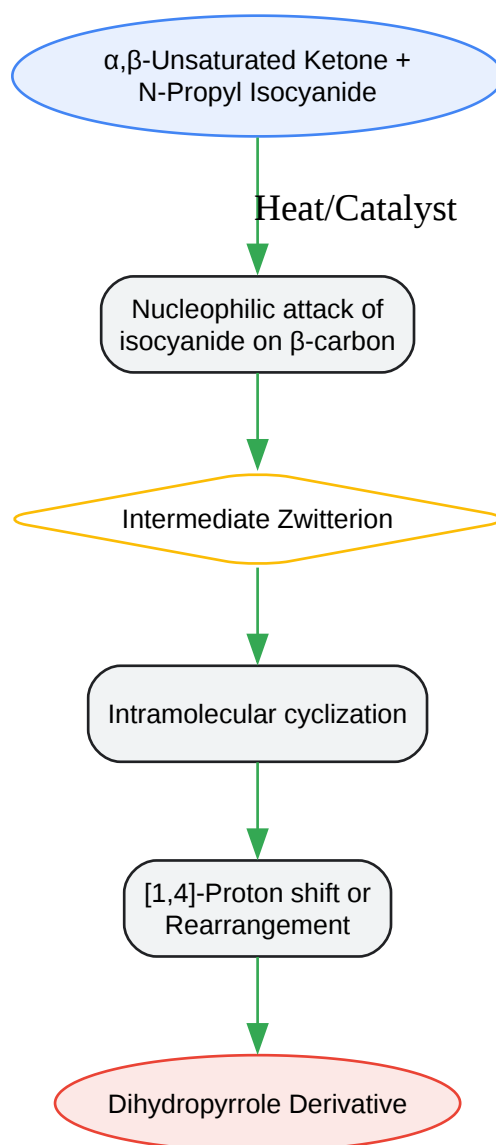 α,β-Unsaturated Ketone +
N-Propyl Isocyanide
Heat/Catalyst
Nucleophilic attack of
isocyanide on β-carbon
Intermediate Zwitterion
Intramolecular cyclization
[1,4]-Proton shift or
Rearrangement
Dihydropyrrole Derivative